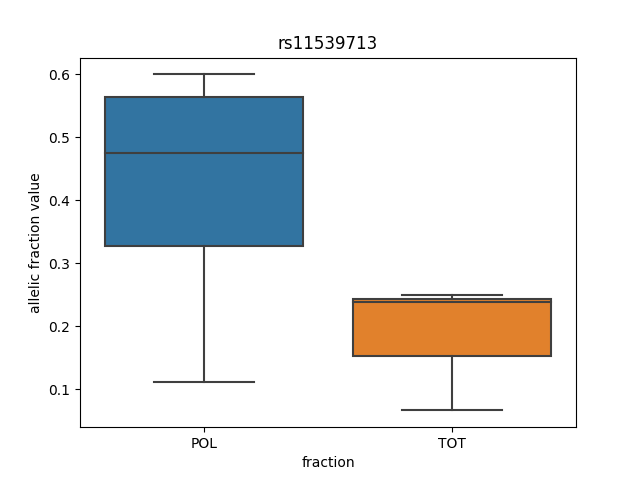 rs11539713
0.6
0.5
0.4
0.3
0.2
0.1
allelic fraction value
POL
TOT
fraction